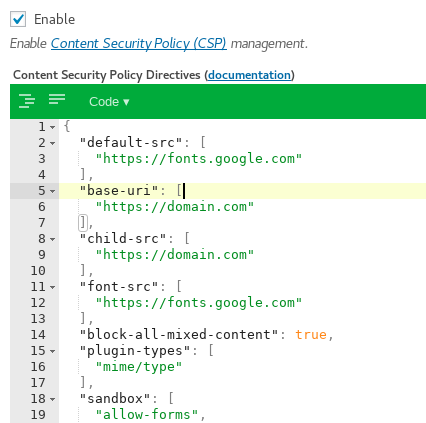 Enable
Enable Content Security Policy (CSP) management.
Content Security Policy Directives (documentation)
Code ▾
1 {
2 "default-src": [
3 "https://fonts.google.com"
4 ],
5 "base-uri": [
6 "https://domain.com"
7 ],
8 "child-src": [
9 "https://domain.com"
10 ],
11 "font-src": [
12 "https://fonts.google.com"
13 ],
14 "block-all-mixed-content": true,
15 "plugin-types": [
16 "mime/type"
17 ],
18 "sandbox": [
19 "allow-forms",